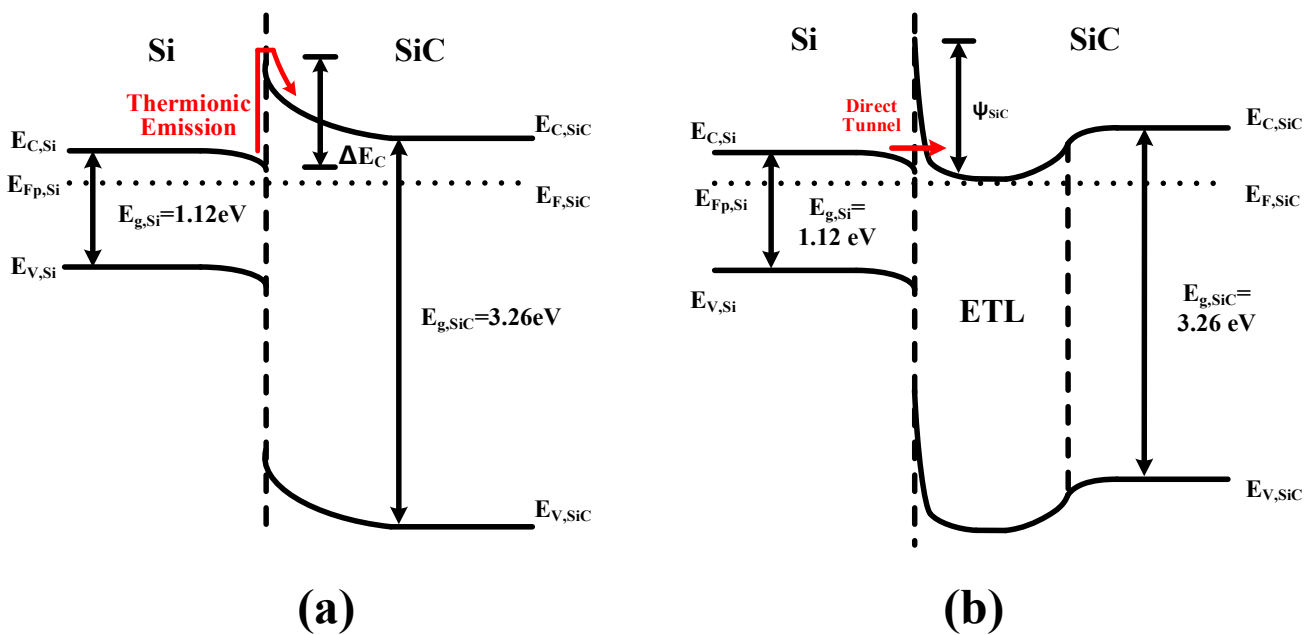 Si
SiC
Thermionic
Emission
E_C,Si
ΔE_C
E_C,SiC
E_Fp,Si
E_F,SiC
E_g,Si=1.12eV
E_V,Si
E_g,SiC=3.26eV
E_V,SiC
(a)
Si
SiC
Direct
Tunnel
Ψ_SiC
E_C,Si
E_C,SiC
E_Fp,Si
E_F,SiC
E_g,Si=
1.12 eV
E_V,Si
ETL
E_g,SiC=
3.26 eV
E_V,SiC
(b)